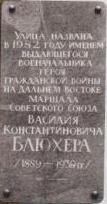 Улица названа
в 1982 году именем
выдающегося
военачальника
героя
гражданской войны
на Дальнем Востоке
Маршала
Советского Союза
Василия
Константиновича
БЛЮХЕРА
/1889—1938 гг/